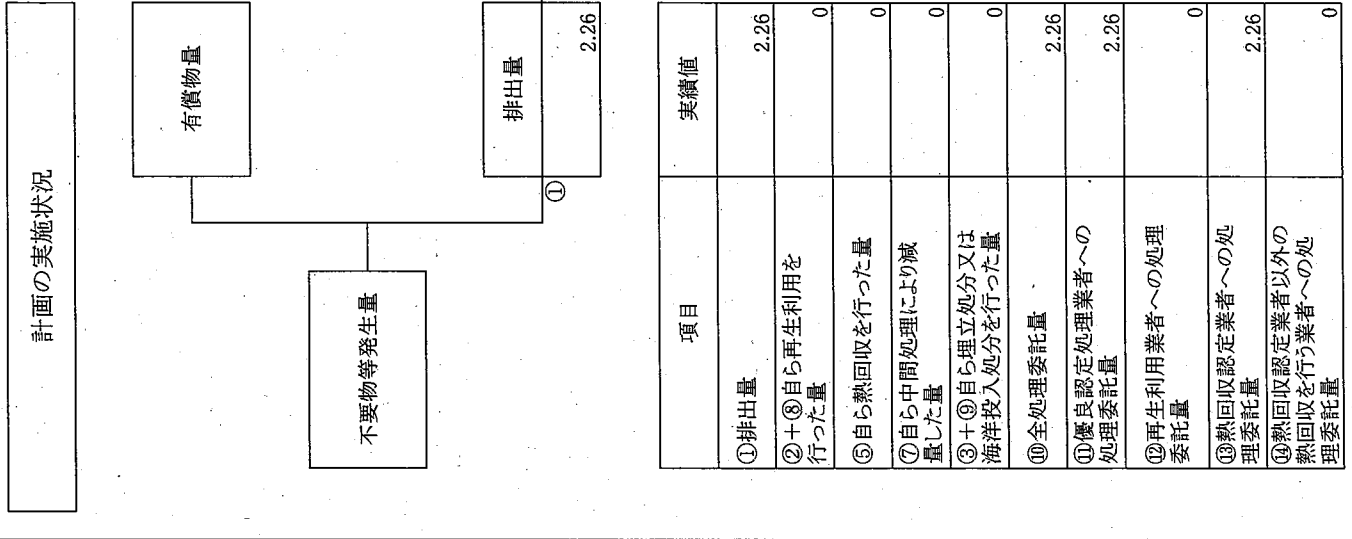 計画の実施状況
有償物量
不要物等発生量
排出量
①
2.26
項目
実績値
①排出量
2.26
②+⑧自ら再生利用を
行った量
0
⑤自ら熱回収を行った量
0
⑦自ら中間処理により減
量した量
0
③+⑨自ら埋立処分又は
海洋投入処分を行った量
0
⑩全処理委託量
2.26
⑪優良認定処理業者への
処理委託量
2.26
⑫再生利用業者への処理
委託量
0
⑬熱回収認定業者への処
理委託量
2.26
⑭熱回収認定業者以外の
熱回収を行う業者への処
理委託量
0